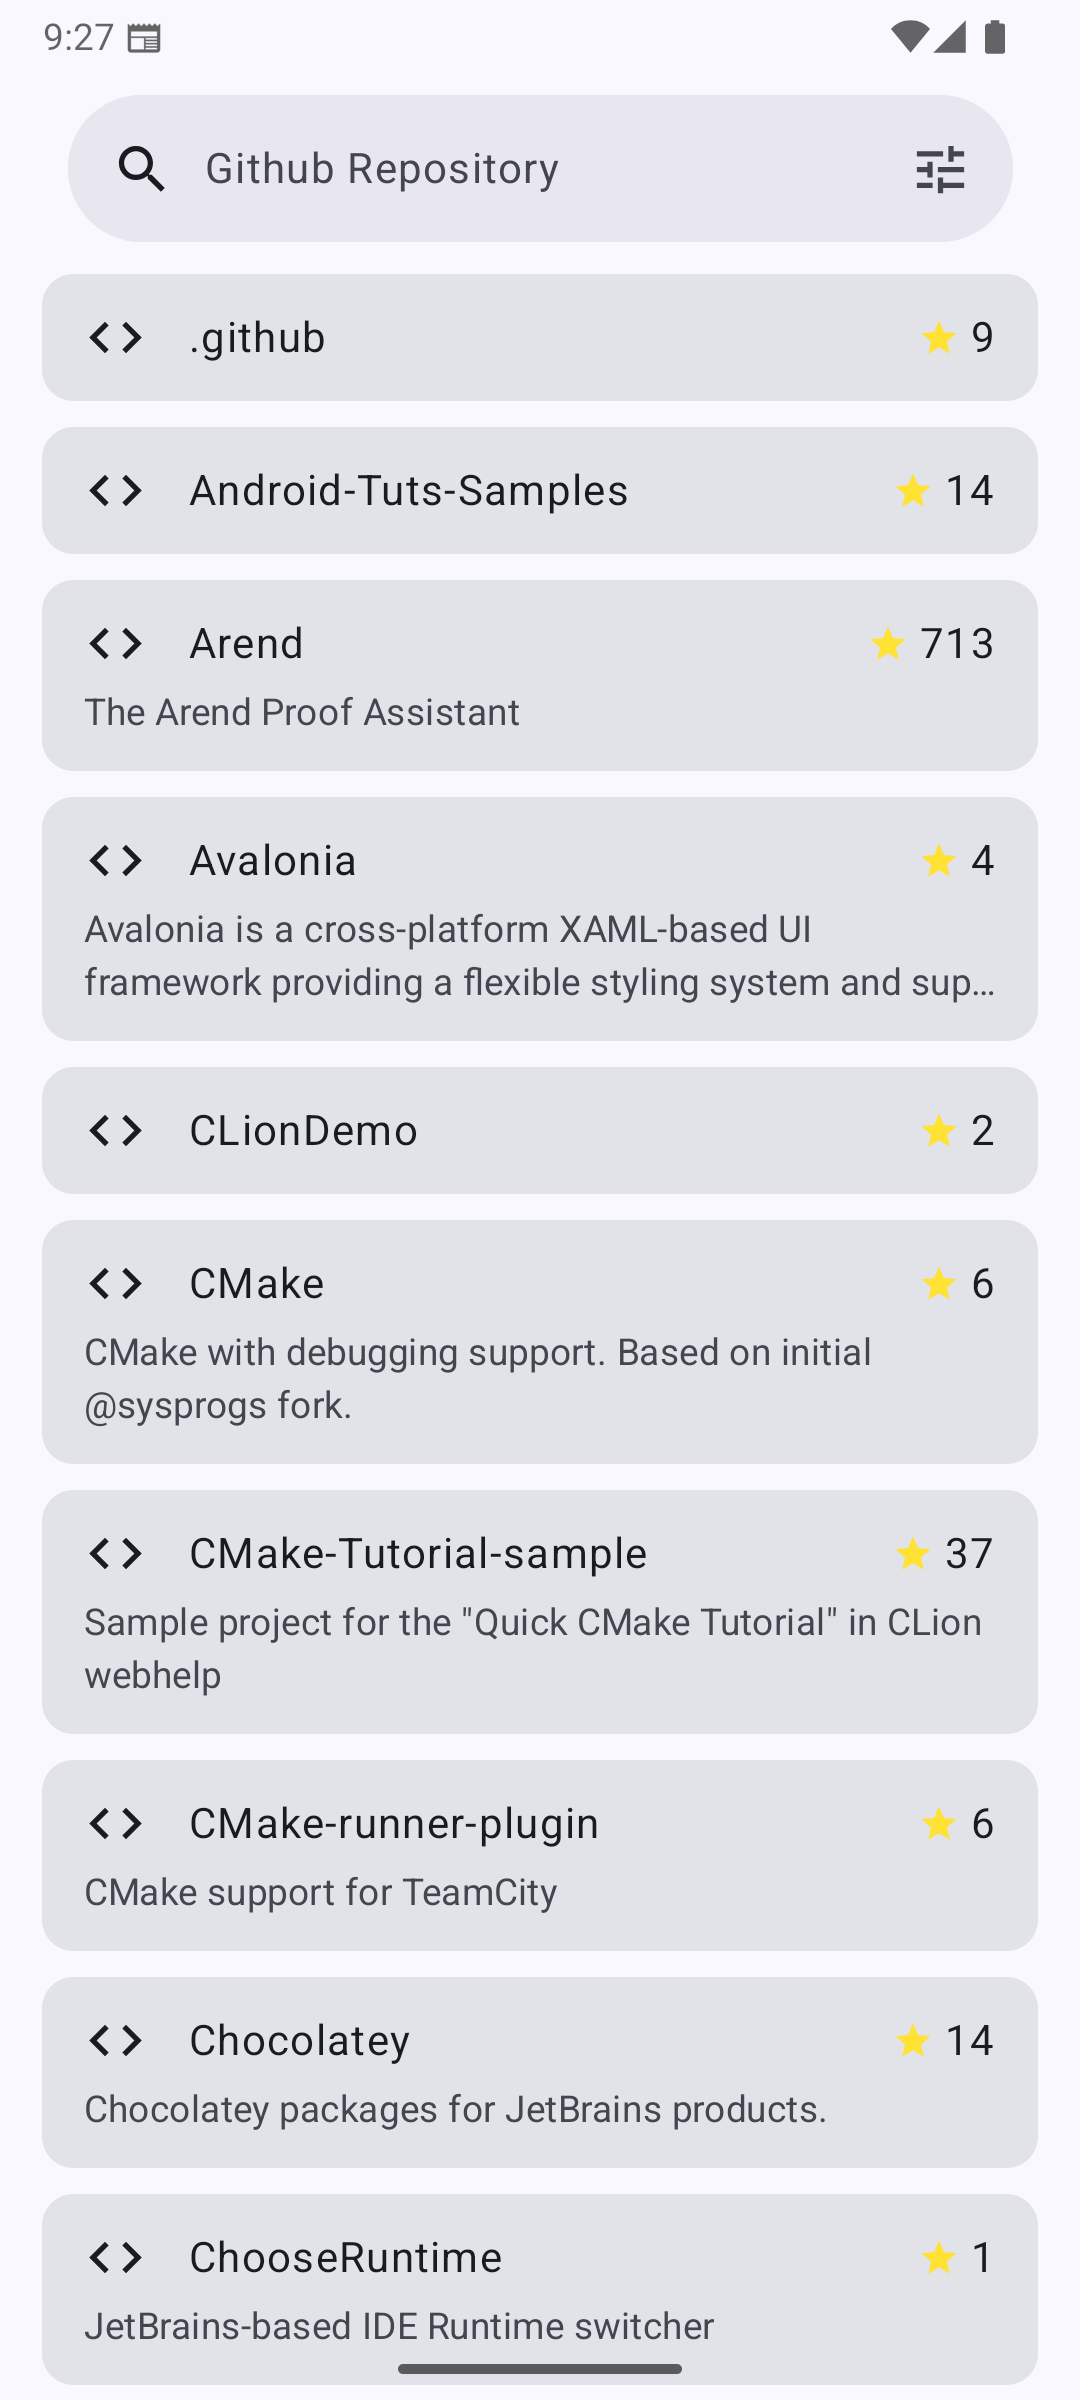 9:27
Github Repository
.github 9
Android-Tuts-Samples 14
Arend 713
The Arend Proof Assistant
Avalonia 4
Avalonia is a cross-platform XAML-based UI
framework providing a flexible styling system and sup…
CLionDemo 2
CMake 6
CMake with debugging support. Based on initial
@sysprogs fork.
CMake-Tutorial-sample 37
Sample project for the "Quick CMake Tutorial" in CLion
webhelp
CMake-runner-plugin 6
CMake support for TeamCity
Chocolatey 14
Chocolatey packages for JetBrains products.
ChooseRuntime 1
JetBrains-based IDE Runtime switcher